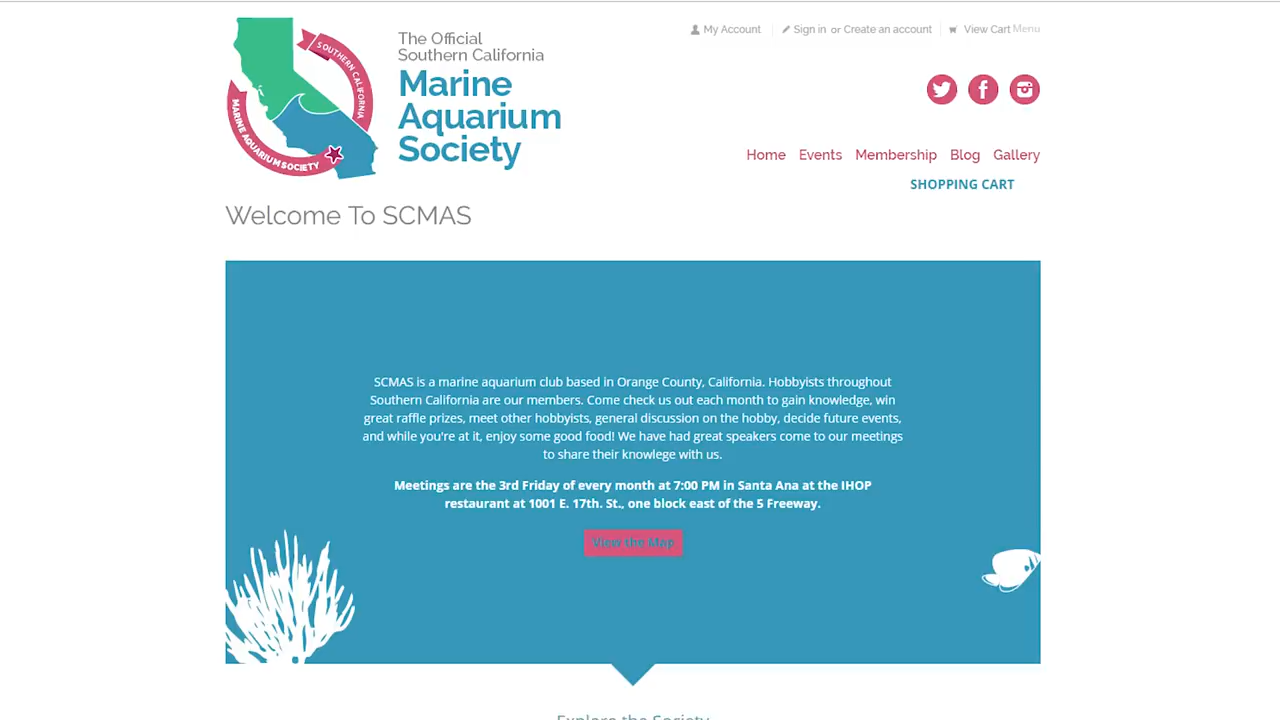 My Account
Sign in or Create an account
View Cart
Menu
SOUTHERN CALIFORNIA
MARINE AQUARIUM SOCIETY
The Official
Southern California
Marine
Aquarium
Society
Home Events Membership Blog Gallery
SHOPPING CART
Welcome To SCMAS
SCMAS is a marine aquarium club based in Orange County, California. Hobbyists throughout
Southern California are our members. Come check us out each month to gain knowledge, win
great raffle prizes, meet other hobbyists, general discussion on the hobby, decide future events,
and while you're at it, enjoy some good food! We have had great speakers come to our meetings
to share their knowlege with us.
Meetings are the 3rd Friday of every month at 7:00 PM in Santa Ana at the IHOP
restaurant at 1001 E. 17th. St., one block east of the 5 Freeway.
View the Map
Explore the Society